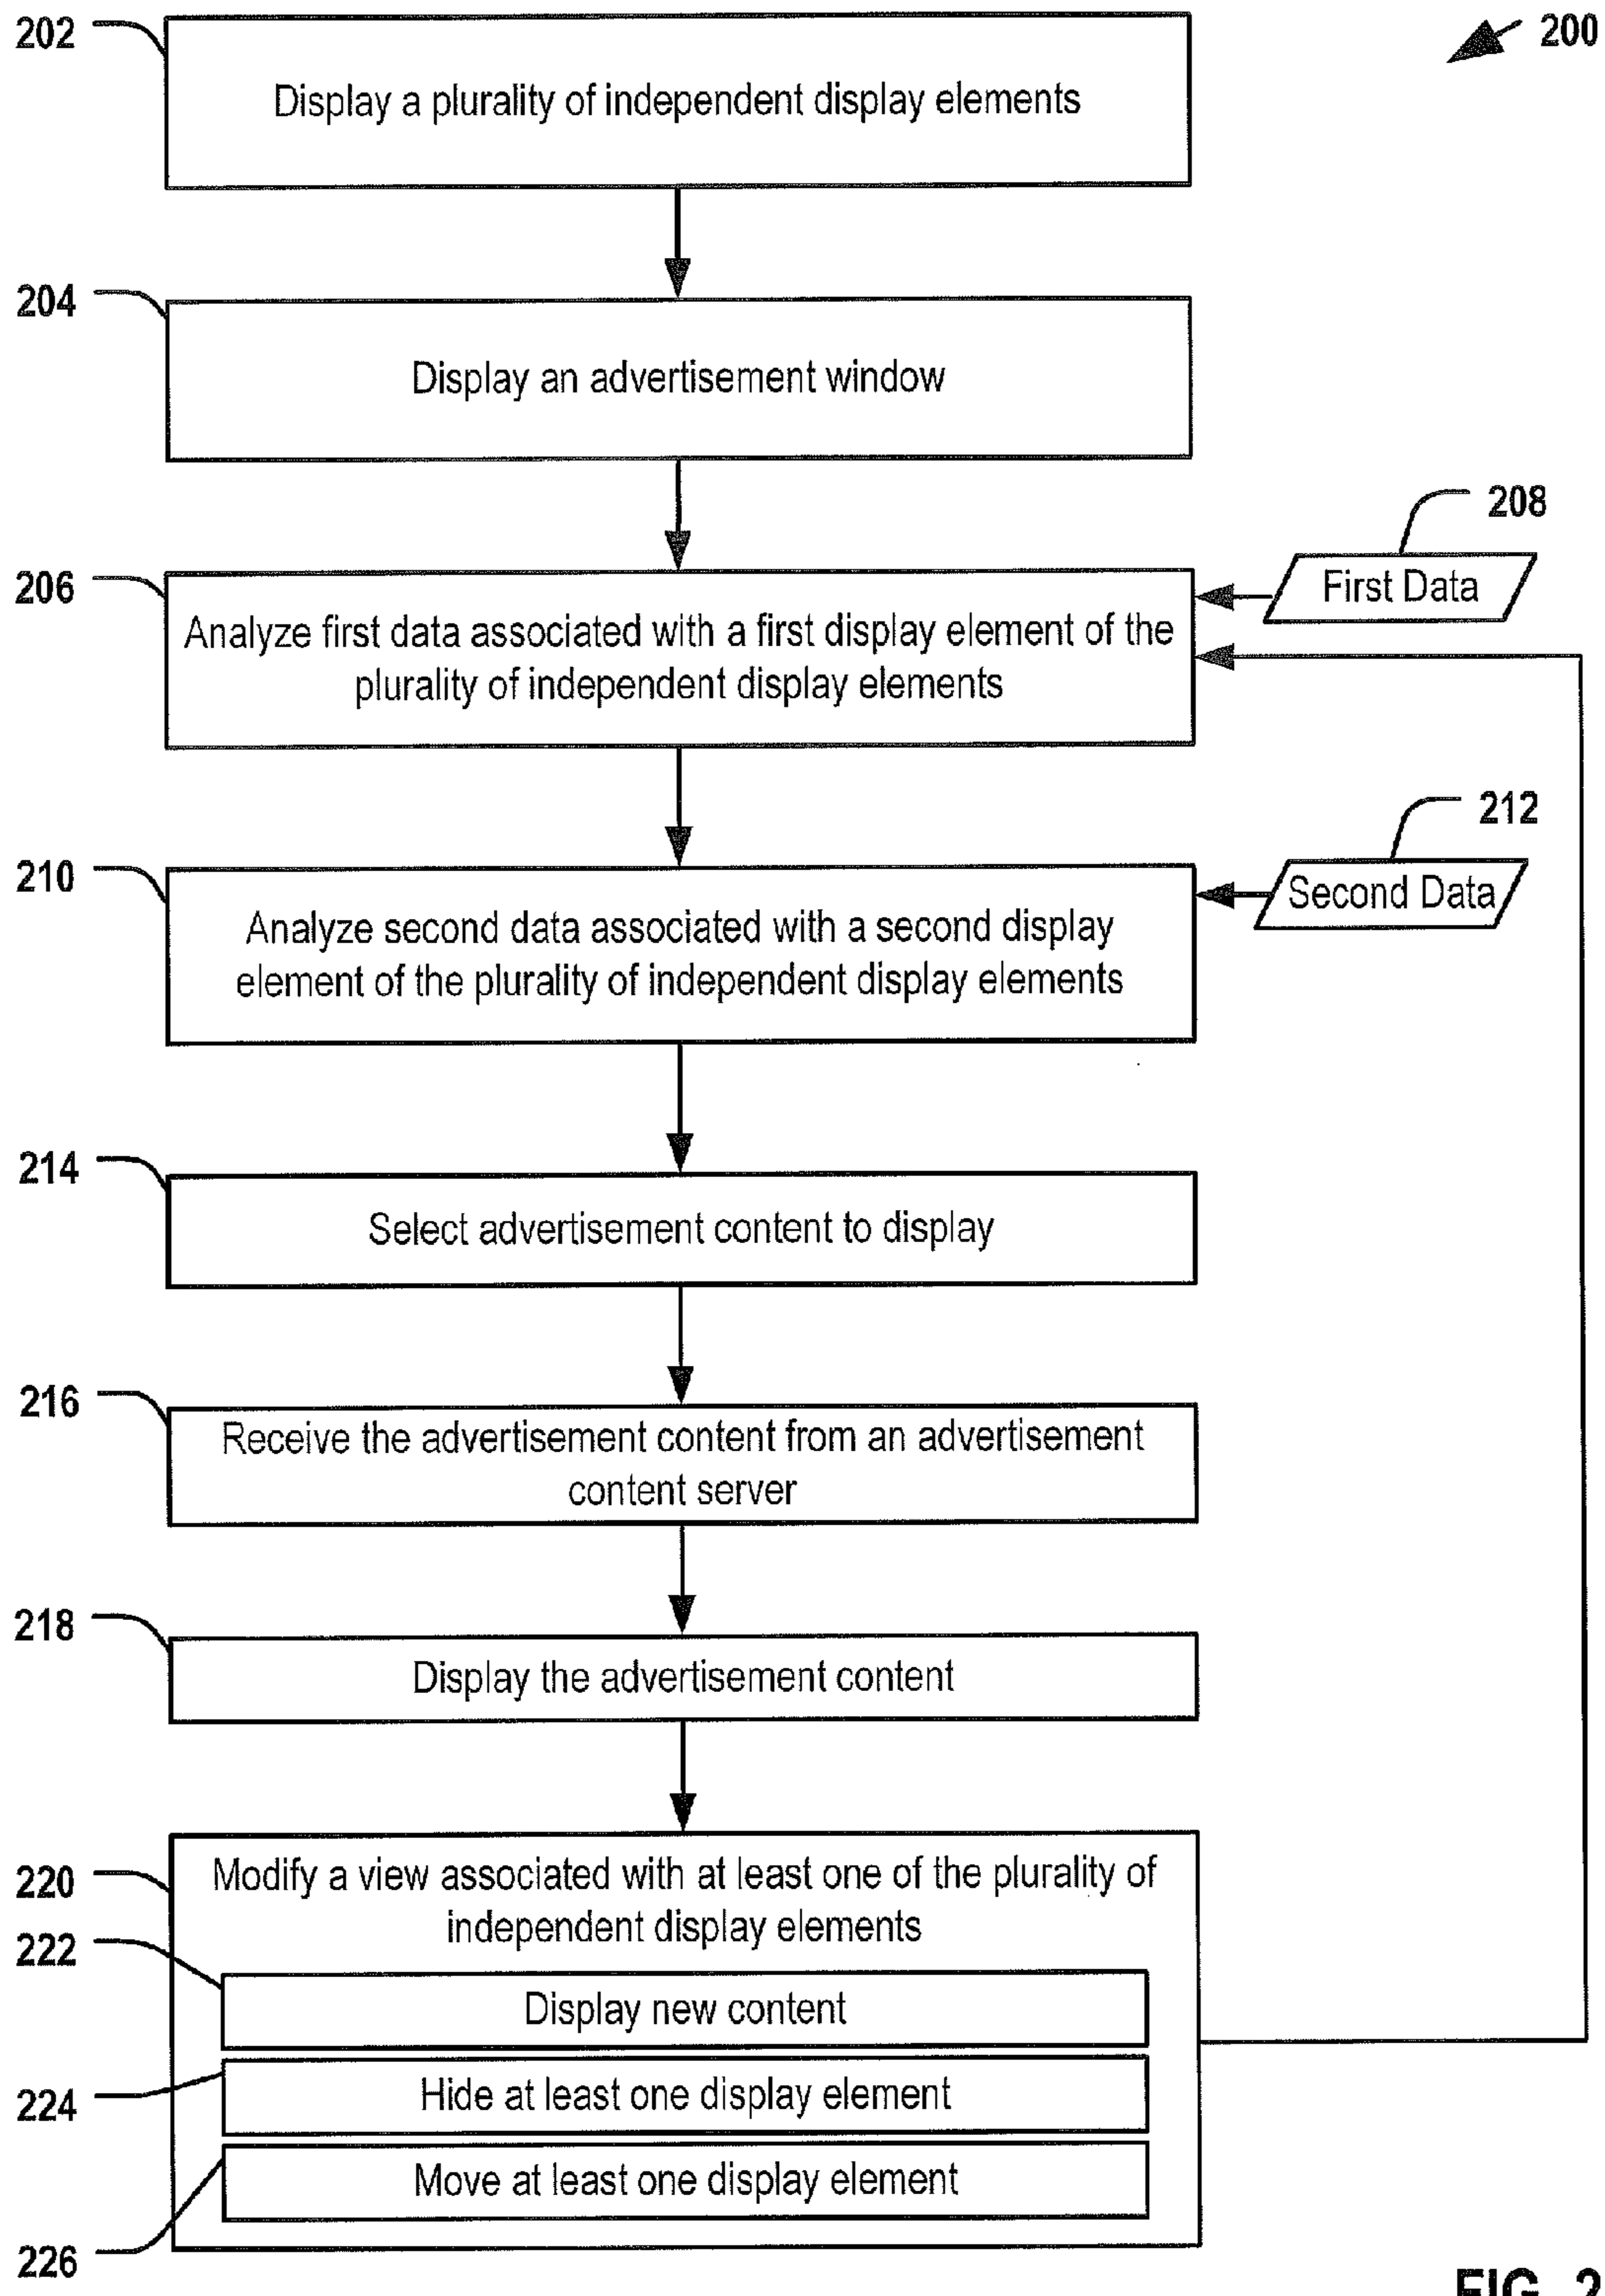 202
200
Display a plurality of independent display elements
204
Display an advertisement window
208
First Data
206
Analyze first data associated with a first display element of the
plurality of independent display elements
212
Second Data
210
Analyze second data associated with a second display
element of the plurality of independent display elements
214
Select advertisement content to display
216
Receive the advertisement content from an advertisement
content server
218
Display the advertisement content
220
Modify a view associated with at least one of the plurality of
independent display elements
222
Display new content
224
Hide at least one display element
226
Move at least one display element
FIG. 2